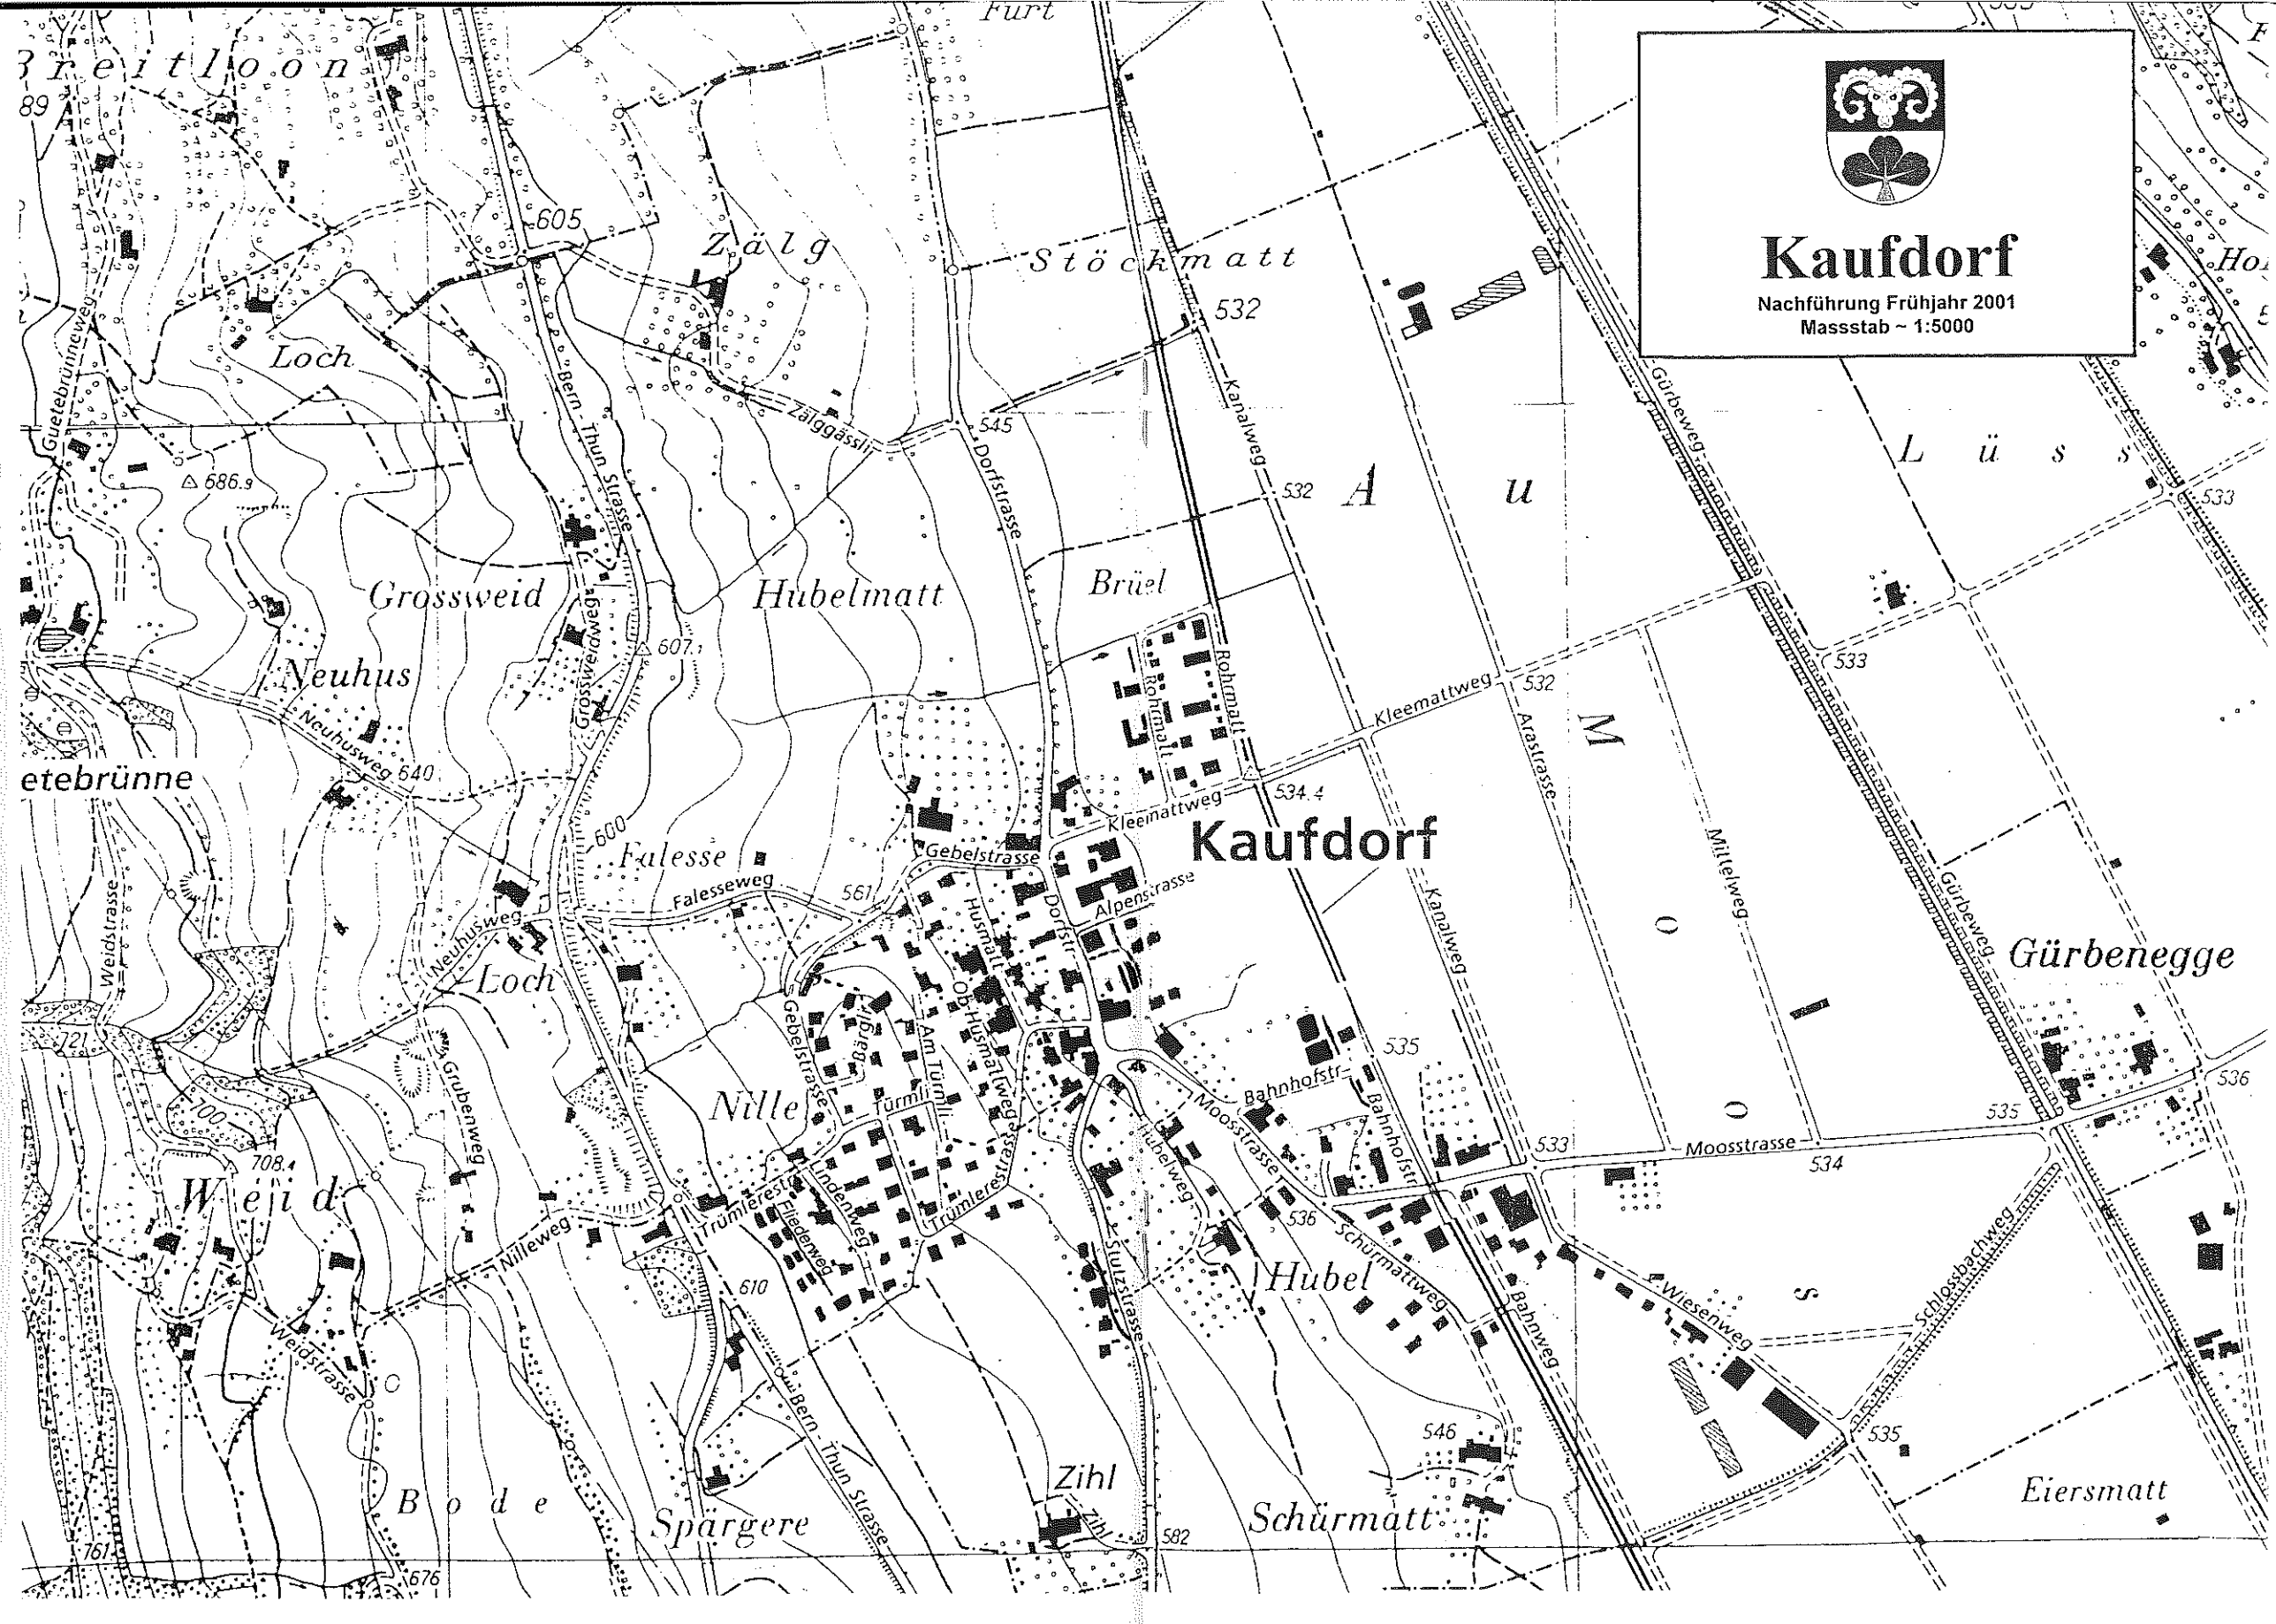 Furt
Breitloon
89
605
Zälg
Stöckmatt
532
Kaufdorf
Nachführung Frühjahr 2001
Massstab ~ 1:5000
Loch
Guetebrünneweg
Bern - Thun Strasse
Zälggässli
545
Dorfstrasse
Kanalweg
Gürbeweg
686.9
532
A u
L ü s s
533
Grossweid
Hubelmatt
Brüel
Grossweidweg
607.1
Neuhus
Neuhusweg
640
Rohrmatt
Rohrmatt
Kleemattweg
532
533
M o o s
Arastrasse
etebrünne
600
Falesse
Falesseweg
561
Gebelstrasse
Kleemattweg
534.4
Kaufdorf
Alpenstrasse
Mittelweg
Gürbeweg
Weidstrasse
Neuhusweg
Loch
Husmatt
Dorfstr.
Ob. Husmattweg
Kanalweg
Gürbenegge
721
Grubenweg
Gebelstrasse
Bärgli
Am Türmli
Türmli
Nille
535
Bahnhofstr.
Bahnhofstr.
Moosstrasse
Hubelweg
700
708.4
Weid
533
Moosstrasse
534
535
536
Nilleweg
Trümlerestr.
Lindenweg
Fliederweg
Trümlerestrasse
Stutzstrasse
536
Schürmattweg
Hubel
Bahnweg
Wiesenweg
Schlossbachweg
610
Weidstrasse
Bern - Thun Strasse
546
535
Bode
Spargere
Zihl
Zihl
582
Schürmatt
Eiersmatt
761
676